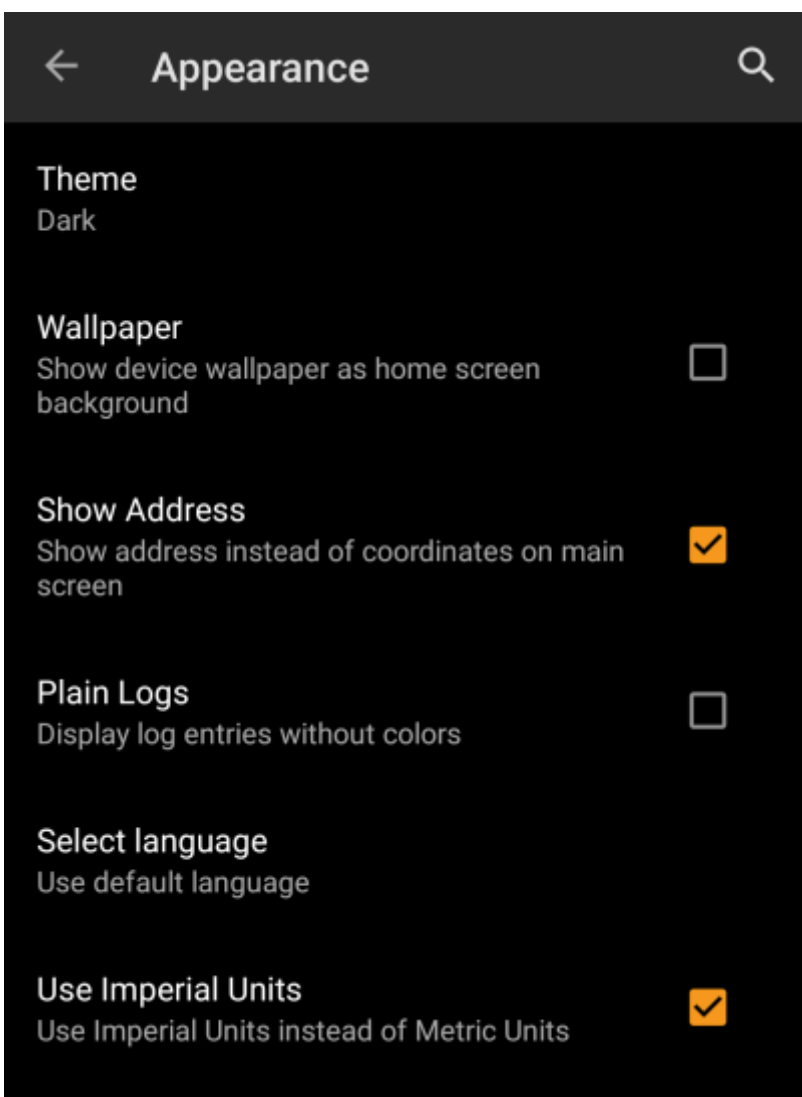 Appearance
Theme
Dark
Wallpaper
Show device wallpaper as home screen
background
Show Address
Show address instead of coordinates on main
screen
Plain Logs
Display log entries without colors
Select language
Use default language
Use Imperial Units
Use Imperial Units instead of Metric Units